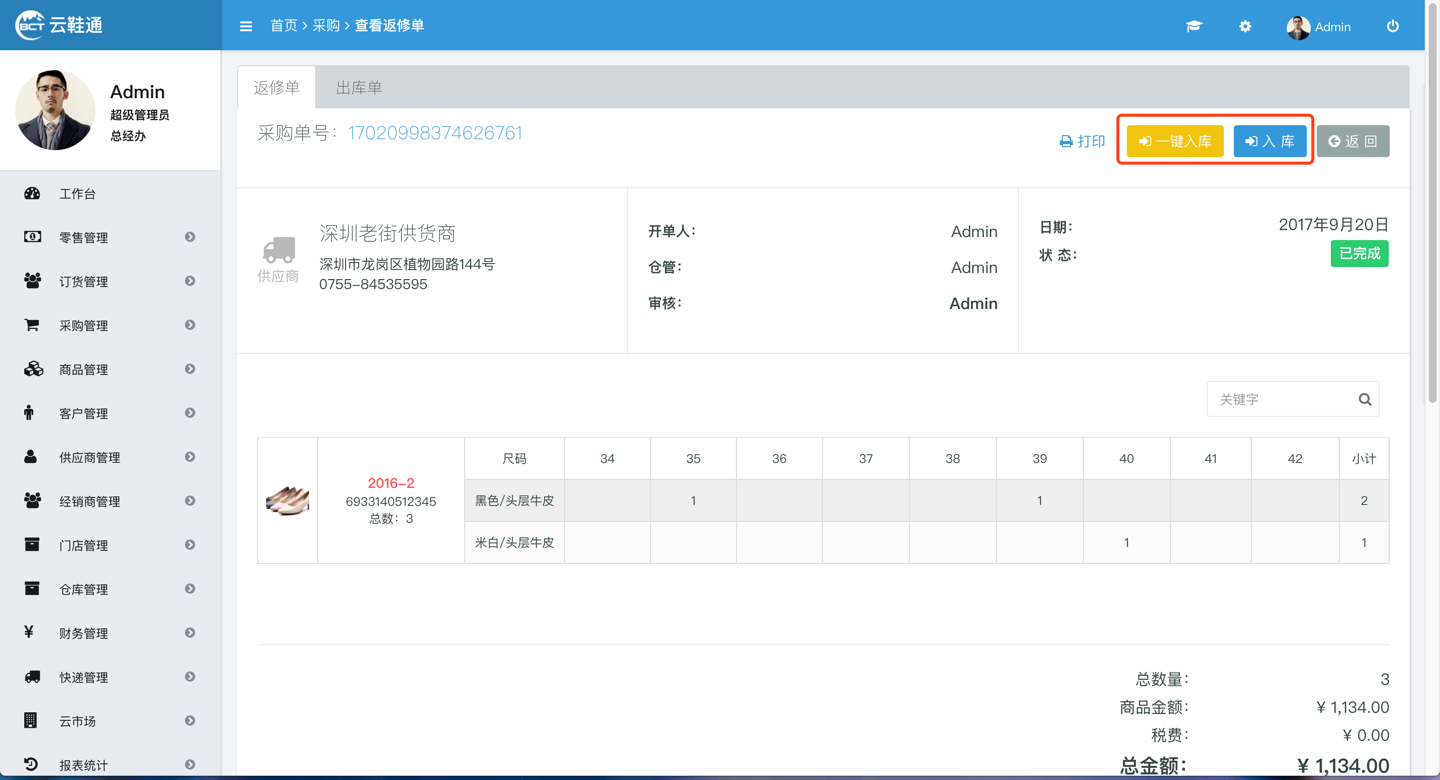 BCT 云鞋通
首页 > 采购 > 查看返修单
Admin
Admin
超级管理员
总经办
工作台
零售管理
订货管理
采购管理
商品管理
客户管理
供应商管理
经销商管理
门店管理
仓库管理
财务管理
快递管理
云市场
报表统计
返修单 出库单
采购单号：17020998374626761
打印 一键入库 入 库 返 回
供应商
深圳老街供货商
深圳市龙岗区植物园路144号
0755-84535595
开单人： Admin
仓管： Admin
审核： Admin
日期： 2017年9月20日
状 态： 已完成
关键字
2016-2
6933140512345
总数：3
尺码 34 35 36 37 38 39 40 41 42 小计
黑色/头层牛皮 1 1 2
米白/头层牛皮 1 1
总数量： 3
商品金额： ¥ 1,134.00
税费： ¥ 0.00
总金额： ¥ 1,134.00